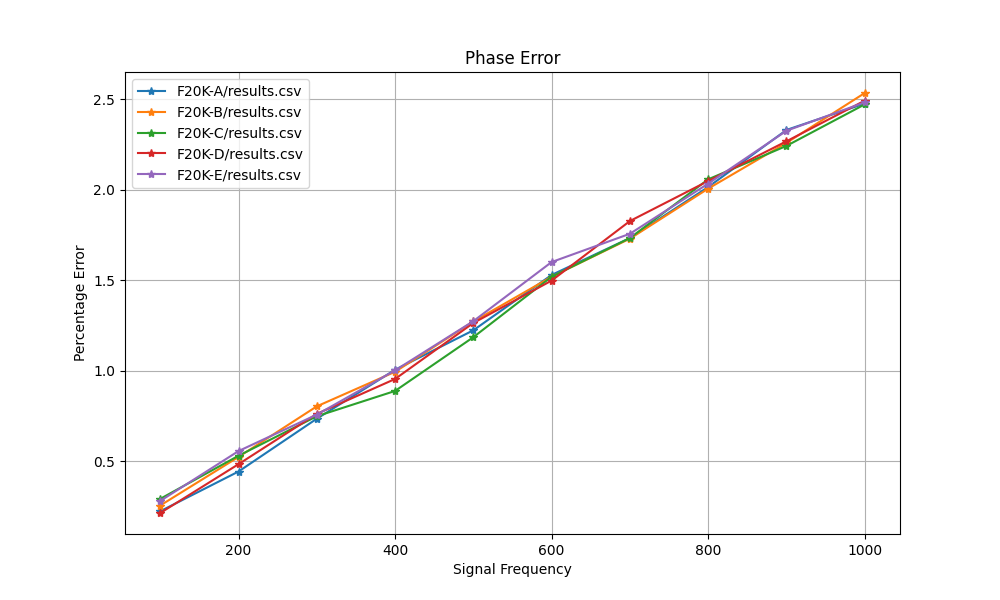 Phase Error
F20K-A/results.csv
F20K-B/results.csv
F20K-C/results.csv
F20K-D/results.csv
F20K-E/results.csv
Percentage Error
2.5
2.0
1.5
1.0
0.5
200 400 600 800 1000
Signal Frequency